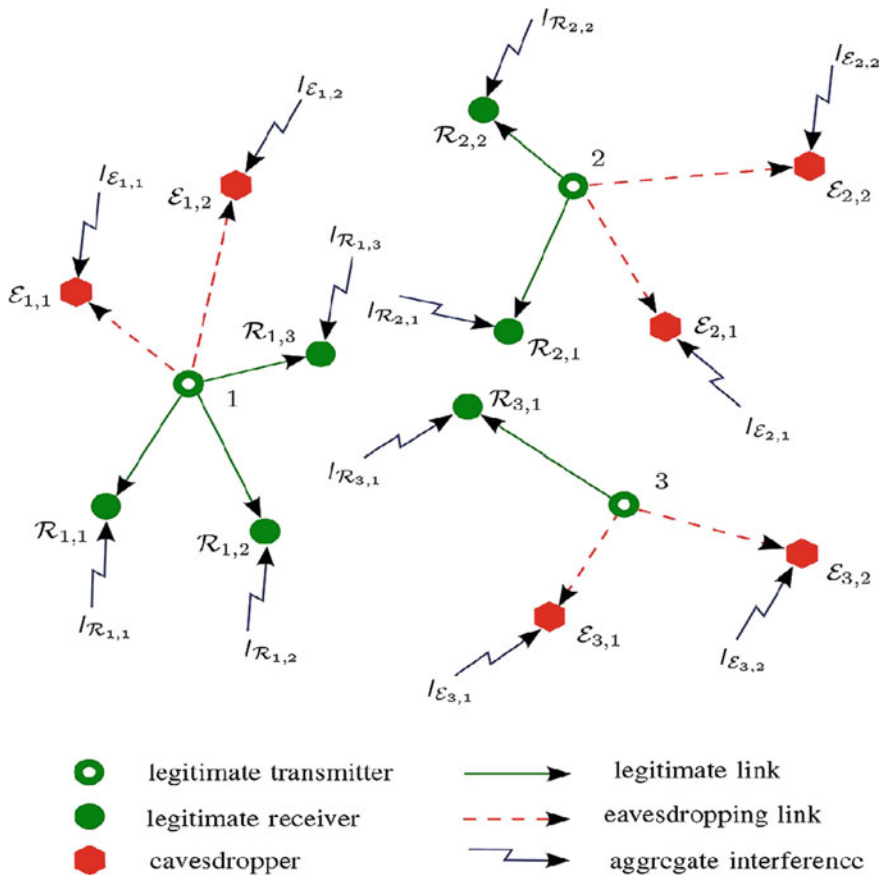 I_{ℛ_{2,2}}
I_{ℰ_{2,2}}
I_{ℰ_{1,2}}
ℛ_{2,2}
2
I_{ℰ_{1,1}}
ℰ_{1,2}
ℰ_{2,2}
I_{ℛ_{1,3}}
ℰ_{1,1}
I_{ℛ_{2,1}}
ℰ_{2,1}
ℛ_{1,3}
ℛ_{2,1}
1
ℛ_{3,1}
I_{ℰ_{2,1}}
I_{ℛ_{3,1}}
3
ℛ_{1,1}
ℛ_{1,2}
ℰ_{3,2}
I_{ℛ_{1,1}}
I_{ℛ_{1,2}}
ℰ_{3,1}
I_{ℰ_{3,2}}
I_{ℰ_{3,1}}
legitimate transmitter
legitimate link
legitimate receiver
eavesdropping link
cavesdropper
aggrcgate interferencc